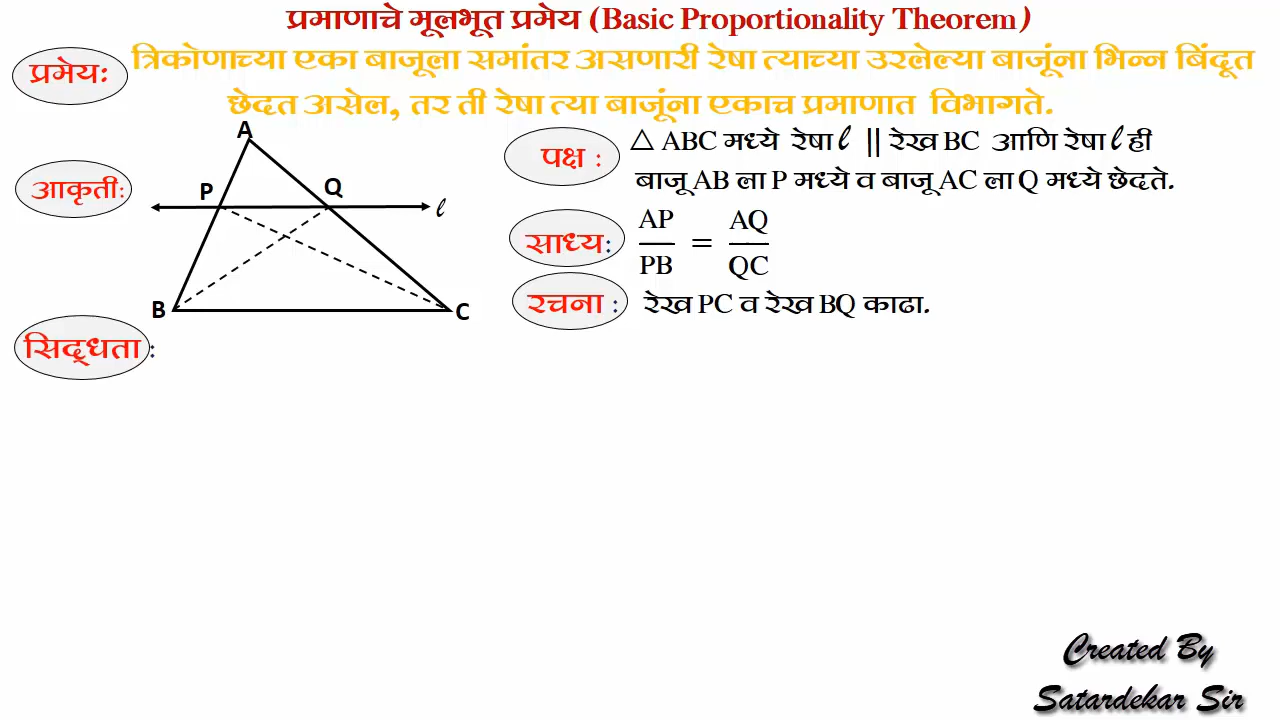 प्रमाणाचे मूलभूत प्रमेय (Basic Proportionality Theorem)
प्रमेय: त्रिकोणाच्या एका बाजूला समांतर असणारी रेषा त्याच्या उरलेल्या बाजूंना भिन्न बिंदूत
छेदत असेल, तर ती रेषा त्या बाजूंना एकाच प्रमाणात विभागते.
आकृती:
A
P
Q
l
B
C
पक्ष : △ ABC मध्ये रेषा l || रेख BC आणि रेषा l ही
बाजू AB ला P मध्ये व बाजू AC ला Q मध्ये छेदते.
साध्य: AP/PB = AQ/QC
रचना : रेख PC व रेख BQ काढा.
सिद्धता :
Created By
Satardekar Sir